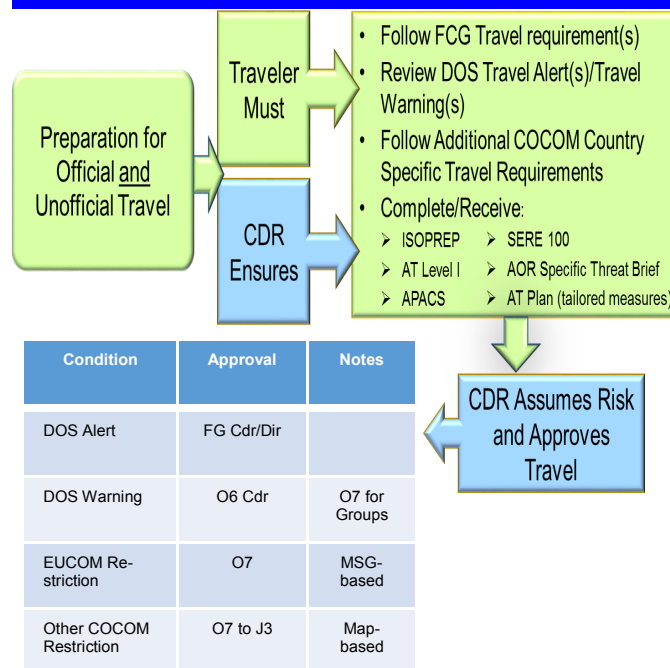 Preparation for
Official and
Unofficial Travel
Traveler
Must
CDR
Ensures
• Follow FCG Travel requirement(s)
• Review DOS Travel Alert(s)/Travel
Warning(s)
• Follow Additional COCOM Country
Specific Travel Requirements
• Complete/Receive:
➢ ISOPREP ➢ SERE 100
➢ AT Level I ➢ AOR Specific Threat Brief
➢ APACS ➢ AT Plan (tailored measures)
CDR Assumes Risk
and Approves
Travel
Condition Approval Notes
DOS Alert FG Cdr/Dir
DOS Warning O6 Cdr O7 for
Groups
EUCOM Re-
striction O7 MSG-
based
Other COCOM
Restriction O7 to J3 Map-
based